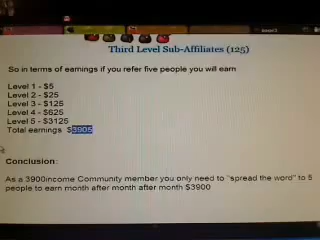 Third Level Sub-Affiliates (125)
So in terms of earnings if you refer five people you will earn
Level 1 - $5
Level 2 - $25
Level 3 - $125
Level 4 - $625
Level 5 - $3125
Total earnings $3905
Conclusion:
As a 3900income Community member you only need to "spread the word" to 5
people to earn month after month after month $3900